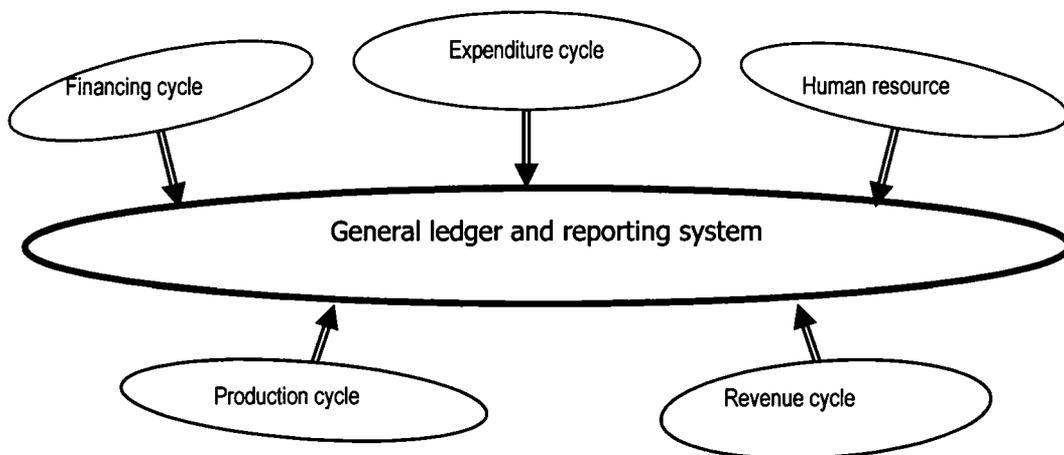 Expenditure cycle
Financing cycle
Human resource
General ledger and reporting system
Production cycle
Revenue cycle